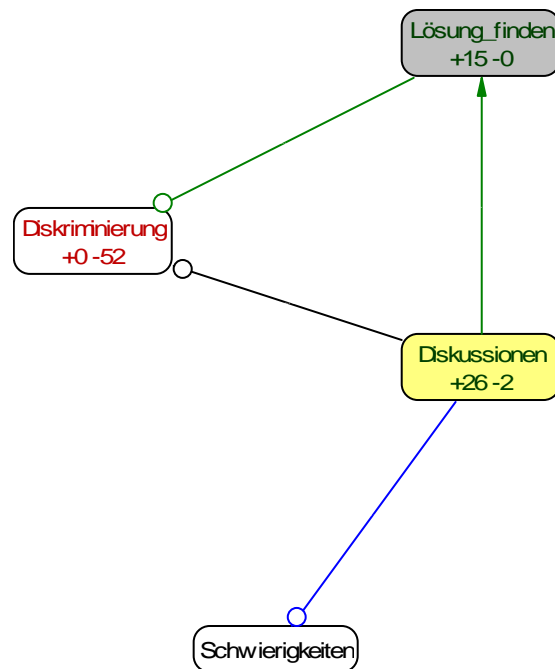 Lösung_finden
+15 -0
Diskriminierung
+0 -52
Diskussionen
+26 -2
Schwierigkeiten